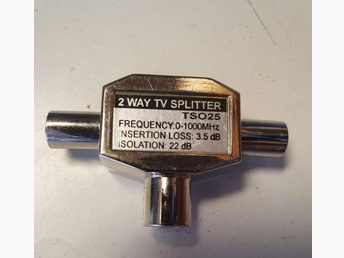 2 WAY TV SPLITTER
TSO25
FREQUENCY:0-1000MHz
INSERTION LOSS: 3.5 dB
ISOLATION: 22 dB